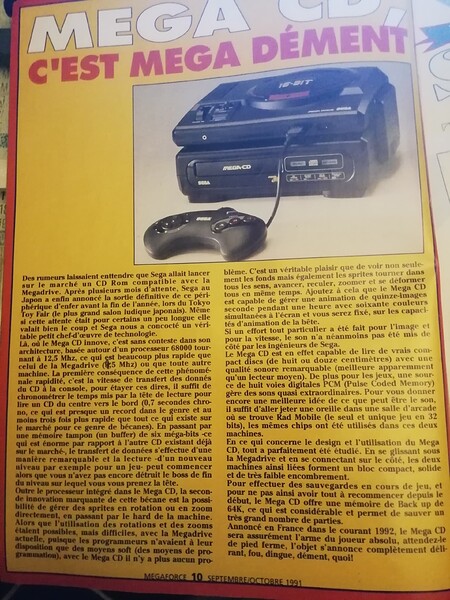 MEGA CD,
C'EST MEGA DÉMENT
16-BIT
SEGA
MEGA-CD
SEGA
SEGA
Des rumeurs laissaient enttendre que Sega allait lancer
sur le marché un CD Rom compatible avec la
Megadrive. Après plusieurs mois d'attente, Sega au
Japon a enfin annoncé la sortie définitive de ce péri-
phérique d'enfer avant la fin de l'année, lors du Tokyo
Toy Fair (le plus grand salon ludique japonais). Même
si cette attente était pour certains un peu longue elle
valait bien le coup et Sega nous a concocté un véri-
table petit chef-d'œuvre de technologie.
Là, où le Mega CD innove, c'est sans conteste dans son
architecture, basée autour d'un processeur 68000 tour-
nant à 12,5 Mhz, ce qui est beaucoup plus rapide que
celui de la Megadrive Mhz) ou que toute autre
machine. La première conséquence de cette phénomé-
nale rapidité, c'est la vitesse de transfert des données
du CD à la console, pour étayer ces dires, il suffit de
chronométrer le temps mis par la tête de lecture pour
lire un CD du centre vers le bord (0,7 secondes chro-
no, ce qui est presque un record dans le genre et au
moins trois fois plus rapide que tout ce qui existe sur
le marché pour ce genre de bécanes). En passant par
une mémoire tampon (un buffer) de six méga-bits -ce
qui est énorme par rapport à l'autre CD existant déjà
sur le marché-, le transfert de données s'effectue d'une
manière remarquable et la lecture d'un nouveau
niveau par exemple pour un jeu- peut commencer
alors que vous n'avez pas encore détruit le boss de fin
du niveau sur lequel vous vous prenez la tête.
Outre le processeur intégré dans le Mega CD, la secon-
de innovation marquante de cette bécane est la possi-
bilité de gérer des sprites en rotation ou en zoom
directement, en passant par le hard de la machine.
Alors que l'utilisation des rotations et des zooms
étaient possibles, mais difficiles, avec la Megadrive
actuelle, puisque les programmeurs n'avaient à leur
disposition que des moyens soft (des moyens de pro-
grammation), avec le Mega CD il n'y a plus aucun pro-
blème. C'est un véritable plaisir que de voir non seule-
ment les fonds mais également les sprites tourner dans
tous les sens, avancer, reculer, zoomer et se déformer
tous en même temps. Ajoutez à cela que le Mega CD
est capable de gérer une animation de quinze-images
seconde pendant une heure avec soixante couleurs
simultanées à l'écran et vous serez fixé, sur les capaci-
tés d'animation de la bête.
Si un effort tout particulier a été fait pour l'image et
pour la vitesse, le son n'a néanmoins pas été mis de
côté par les ingénieurs de Sega.
Le Mega CD est en effet capable de lire de vrais com-
pact discs (de huit ou douze centimètres) avec une
qualité sonore remarquable (meilleure apparemment
qu'un lecteur moyen). De plus pour les jeux, une sour-
ce de huit voies digitales PCM (Pulse Coded Memory)
gère des sons quasi extraordinaires. Pour vous donner
encore une meilleure idée de ce que peut être le son,
il suffit d'aller jeter une oreille dans une salle d'arcade
où se trouve Rad Mobile (le seul et unique jeu en 32
bits), les mêmes chips ont été utilisés dans ces deux
machines.
En ce qui concerne le design et l'utilisation du Mega
CD, tout a parfaitement été étudié. En se glissant sous
la Megadrive et en se connectant sur le côté, les deux
machines ainsi liées forment un bloc compact, solide
et de très faible encombrement.
Pour effectuer des sauvegardes en cours de jeu, et
pour ne pas ainsi avoir tout à recommencer depuis le
début, le Mega CD offre une mémoire de Back up de
64K, ce qui est considérable et permet de sauver un
très grand nombre de parties.
Annoncé en France dans le courant 1992, le Mega CD
sera assurément l'arme du joueur absolu, attendez-le
de pied ferme, l'objet s'annonce complètement déli-
rant, fou, dingue, dément, quoi!
MEGAFORCE 10 SEPTEMBRE/OCTOBRE 1991